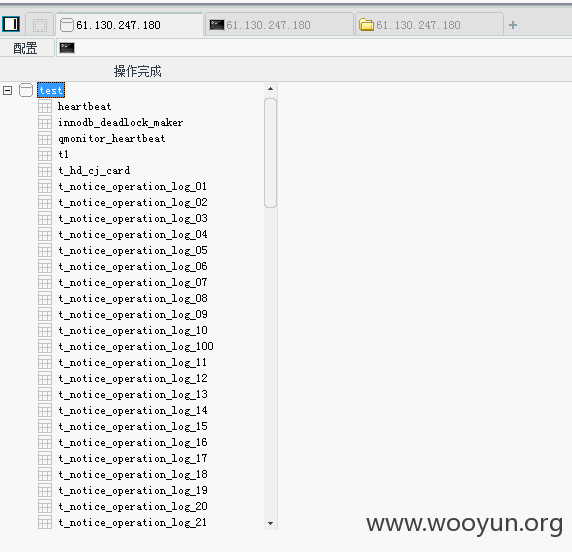 61.130.247.180 61.130.247.180 61.130.247.180 +
配置
操作完成
test
heartbeat
innodb_deadlock_maker
qmonitor_heartbeat
t1
t_hd_cj_card
t_notice_operation_log_01
t_notice_operation_log_02
t_notice_operation_log_03
t_notice_operation_log_04
t_notice_operation_log_05
t_notice_operation_log_06
t_notice_operation_log_07
t_notice_operation_log_08
t_notice_operation_log_09
t_notice_operation_log_10
t_notice_operation_log_100
t_notice_operation_log_11
t_notice_operation_log_12
t_notice_operation_log_13
t_notice_operation_log_14
t_notice_operation_log_15
t_notice_operation_log_16
t_notice_operation_log_17
t_notice_operation_log_18
t_notice_operation_log_19
t_notice_operation_log_20
t_notice_operation_log_21
www.wooyun.org